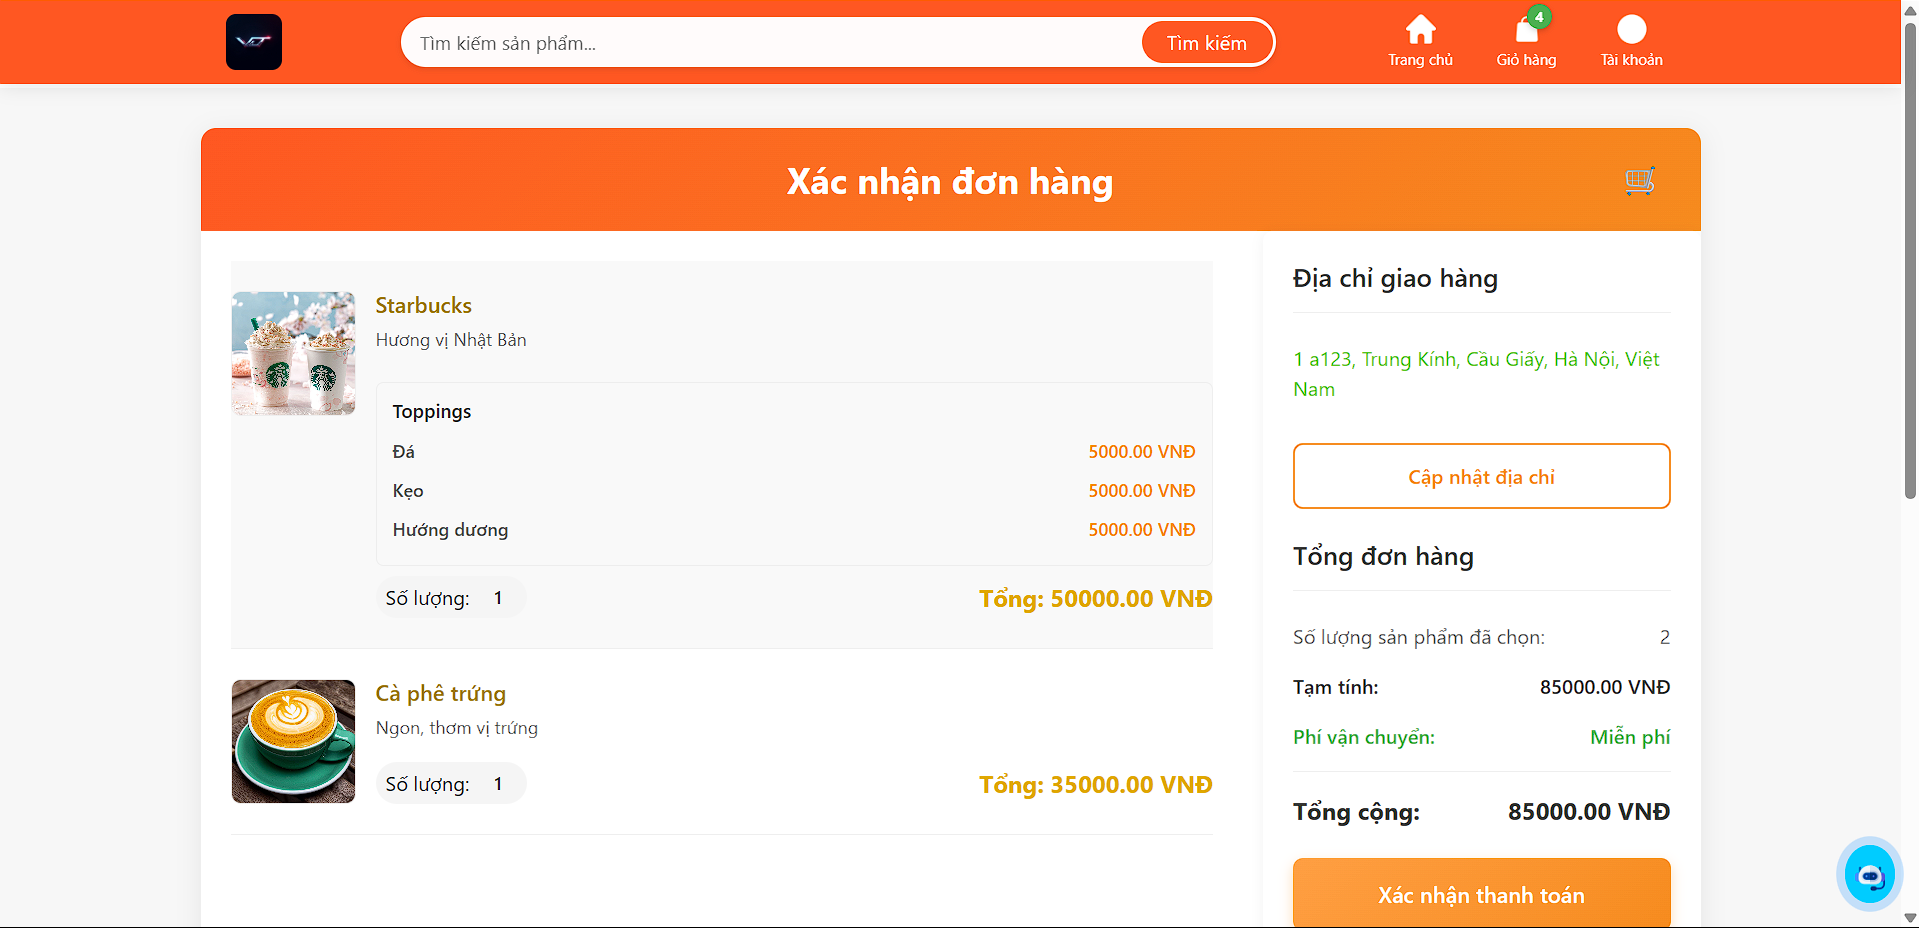 VDT
Tìm kiếm sản phẩm...
Tìm kiếm
Trang chủ
4
Giỏ hàng
Tài khoản
Xác nhận đơn hàng
Starbucks
Hương vị Nhật Bản
Toppings
Đá 5000.00 VNĐ
Kẹo 5000.00 VNĐ
Hướng dương 5000.00 VNĐ
Số lượng: 1 Tổng: 50000.00 VNĐ
Cà phê trứng
Ngon, thơm vị trứng
Số lượng: 1 Tổng: 35000.00 VNĐ
Địa chỉ giao hàng
1 a123, Trung Kính, Cầu Giấy, Hà Nội, Việt
Nam
Cập nhật địa chỉ
Tổng đơn hàng
Số lượng sản phẩm đã chọn: 2
Tạm tính: 85000.00 VNĐ
Phí vận chuyển: Miễn phí
Tổng cộng: 85000.00 VNĐ
Xác nhận thanh toán